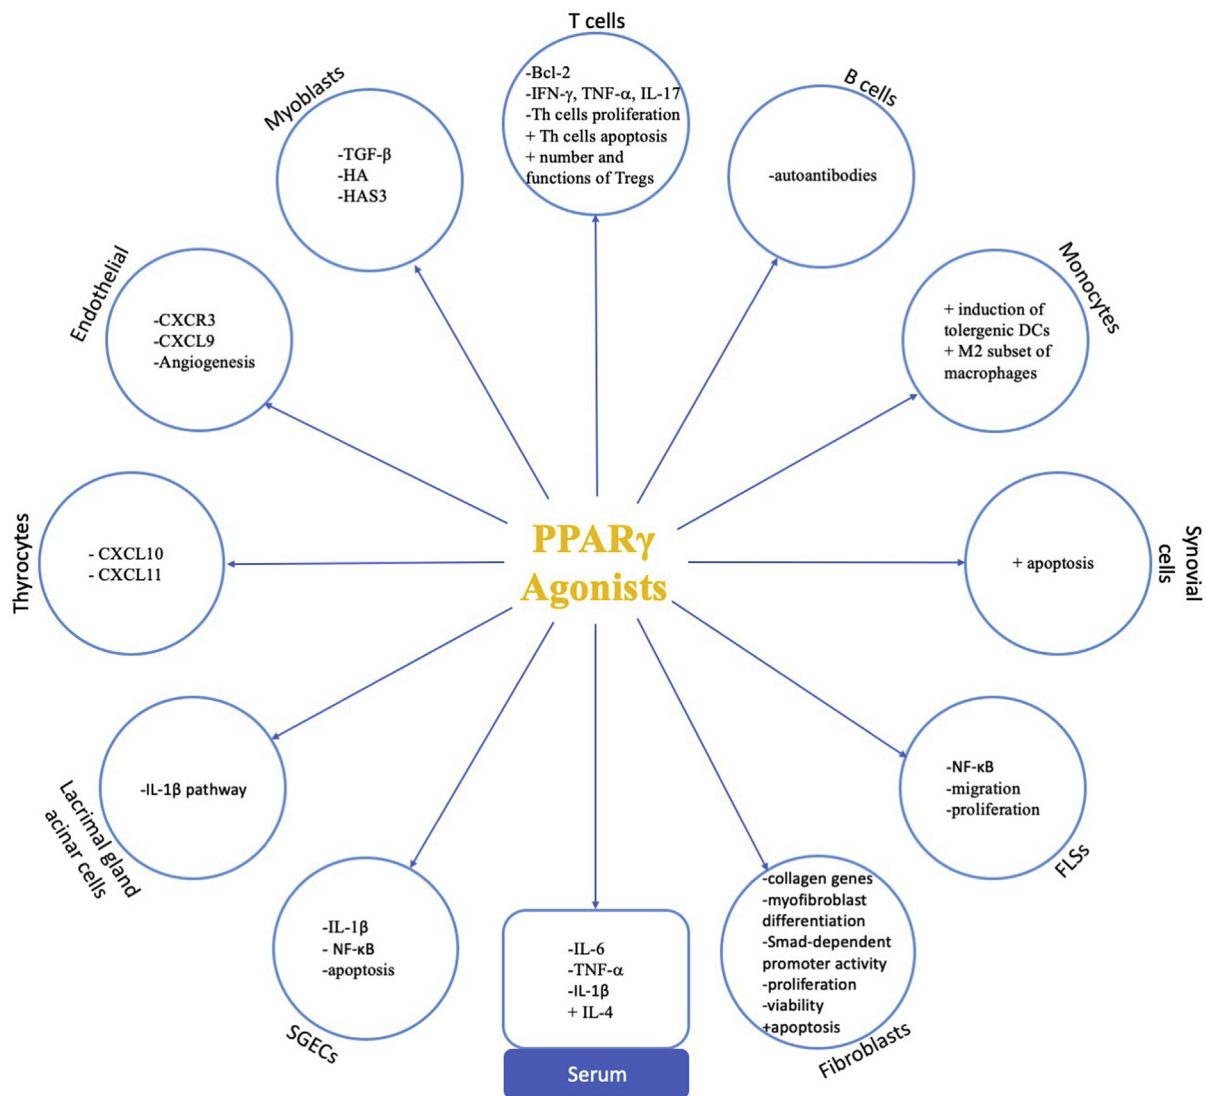 T cells
-Bcl-2
-IFN-γ, TNF-α, IL-17
-Th cells proliferation
+ Th cells apoptosis
+ number and
functions of Tregs
B cells
-autoantibodies
Monocytes
+ induction of
tolergenic DCs
+ M2 subset of
macrophages
Synovial
cells
+ apoptosis
FLSs
-NF-κB
-migration
-proliferation
Fibroblasts
-collagen genes
-myofibroblast
differentiation
-Smad-dependent
promoter activity
-proliferation
-viability
+apoptosis
-IL-6
-TNF-α
-IL-1β
+ IL-4
Serum
SGECs
-IL-1β
- NF-κB
-apoptosis
Lacrimal gland
acinar cells
-IL-1β pathway
Thyrocytes
- CXCL10
- CXCL11
Endothelial
-CXCR3
-CXCL9
-Angiogenesis
Myoblasts
-TGF-β
-HA
-HAS3
PPARγ
Agonists